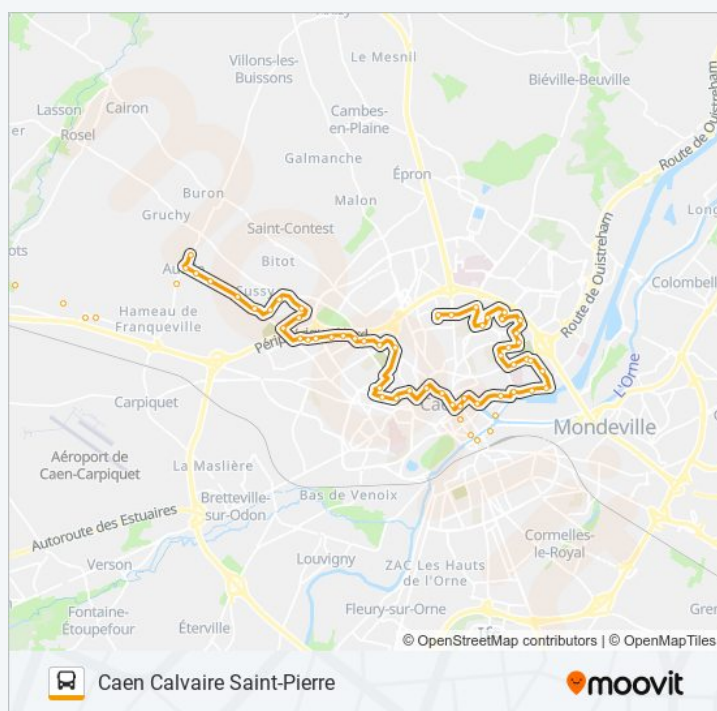 Villons-les-
Buissons
Le Mesnil
Biéville-Beuville
Lasson
Cairon
Rosel
Cambes-
en-Plaine
Route de Ouistreham
Galmanche
Épron
Buron
Malon
Gruchy
Saint-Contest
Bitot
Colombell
Route de Ouistreham
Hameau de
Franqueville
L'Orne
Carpiquet
Mondeville
Aéroport de
Caen-Carpiquet
La Maslière
Bretteville-
sur-Odon
Bas de Venoix
Autoroute des Estuaires
Cormelles-
le-Royal
Verson
Louvigny
ZAC Les Hauts
de l'Orne
Fontaine-
Étoupefour
Fleury-sur-Orne
Éterville
© OpenStreetMap contributors | © OpenMapTiles
Caen Calvaire Saint-Pierre
moovit